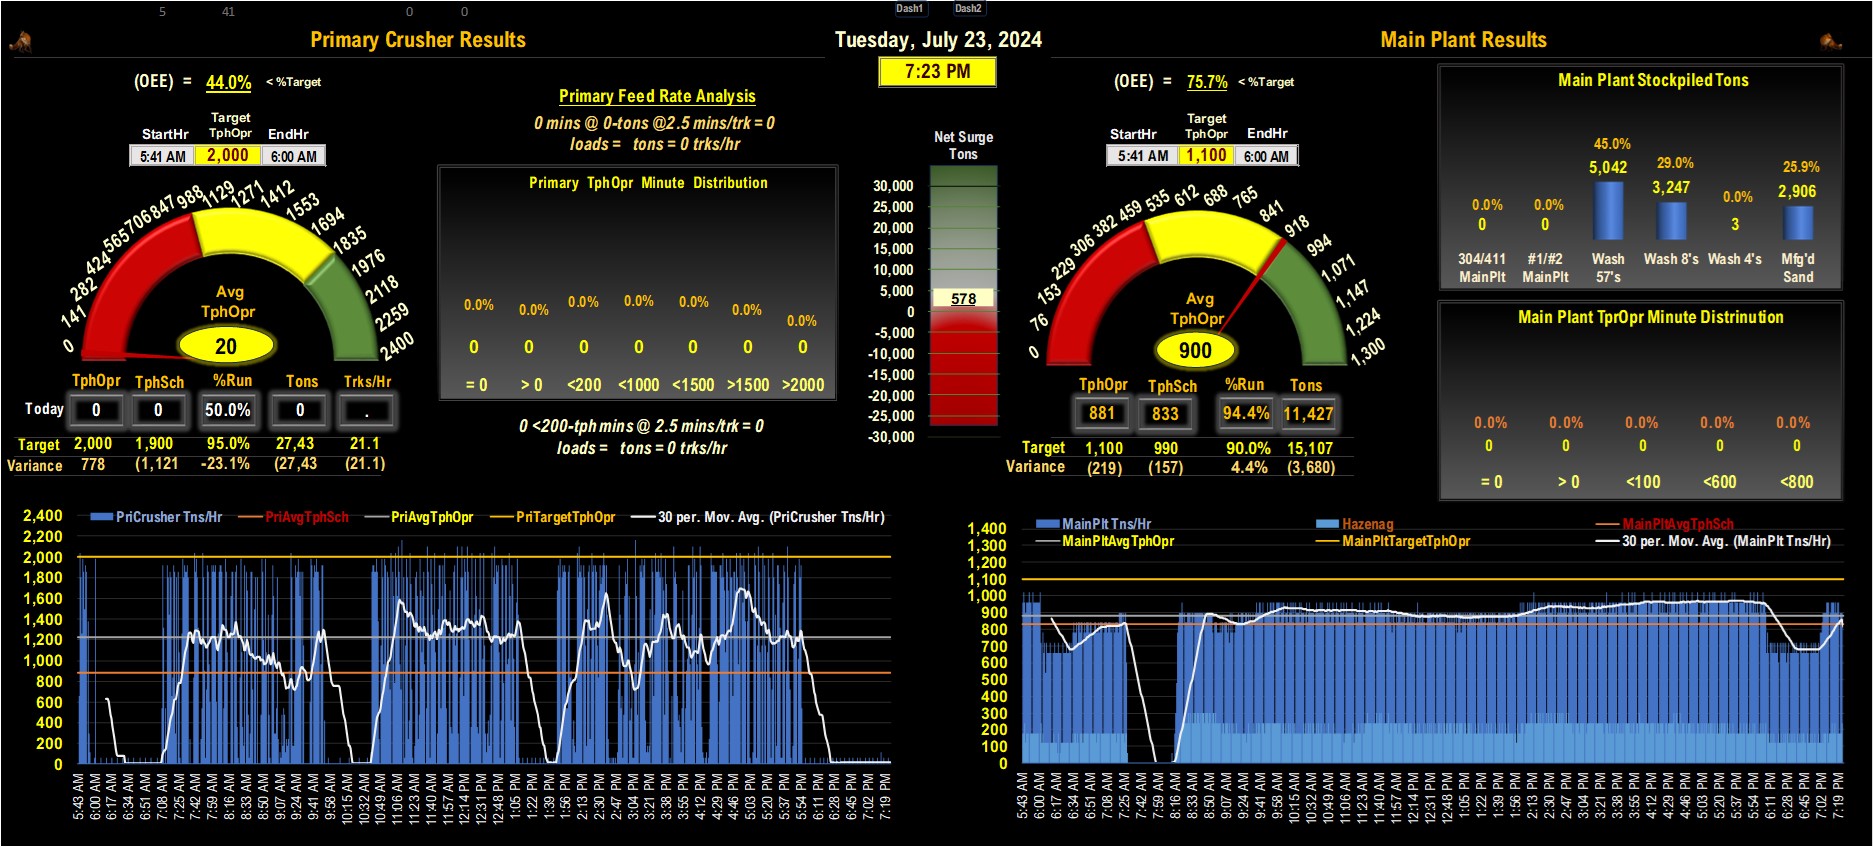 5 41 0 0 Dash1 Dash2
Primary Crusher Results
Tuesday, July 23, 2024
Main Plant Results
7:23 PM
(OEE) = 44.0% < %Target
StartHr Target TphOpr EndHr
5:41 AM 2,000 6:00 AM
0 141 282 424 565 706 847 988 1129 1271 1412 1553 1694 1835 1976 2118 2259 2400
Avg
TphOpr
20
TphOpr TphSch %Run Tons Trks/Hr
Today 0 0 50.0% 0 .
Target 2,000 1,900 95.0% 27,43 21.1
Variance 778 (1,121 -23.1% (27,43 (21.1)
Primary Feed Rate Analysis
0 mins @ 0-tons @2.5 mins/trk = 0
loads = tons = 0 trks/hr
Primary TphOpr Minute Distribution
0.0% 0.0% 0.0% 0.0% 0.0% 0.0% 0.0%
0 0 0 0 0 0 0
= 0 > 0 <200 <1000 <1500 >1500 >2000
0 <200-tph mins @ 2.5 mins/trk = 0
loads = tons = 0 trks/hr
Net Surge
Tons
30,000
25,000
20,000
15,000
10,000
5,000
578
0
-5,000
-10,000
-15,000
-20,000
-25,000
-30,000
(OEE) = 75.7% < %Target
StartHr Target TphOpr EndHr
5:41 AM 1,100 6:00 AM
0 76 153 229 306 382 459 535 612 688 765 841 918 994 1,071 1,147 1,224 1,300
Avg
TphOpr
900
TphOpr TphSch %Run Tons
881 833 94.4% 11,427
Target 1,100 990 90.0% 15,107
Variance (219) (157) 4.4% (3,680)
Main Plant Stockpiled Tons
0.0% 0.0% 45.0% 29.0% 0.0% 25.9%
0 0 5,042 3,247 3 2,906
304/411 MainPlt #1/#2 MainPlt Wash 57's Wash 8's Wash 4's Mfg'd Sand
Main Plant TprOpr Minute Distrinution
0.0% 0.0% 0.0% 0.0% 0.0%
0 0 0 0 0
= 0 > 0 <100 <600 <800
PriCrusher Tns/Hr PriAvgTphSch PriAvgTphOpr PriTargetTphOpr 30 per. Mov. Avg. (PriCrusher Tns/Hr)
2,400
2,200
2,000
1,800
1,600
1,400
1,200
1,000
800
600
400
200
0
5:43 AM 6:00 AM 6:17 AM 6:34 AM 6:51 AM 7:08 AM 7:25 AM 7:42 AM 7:59 AM 8:16 AM 8:33 AM 8:50 AM 9:07 AM 9:24 AM 9:41 AM 9:58 AM 10:15 AM 10:32 AM 10:49 AM 11:06 AM 11:23 AM 11:40 AM 11:57 AM 12:14 PM 12:31 PM 12:48 PM 1:05 PM 1:22 PM 1:39 PM 1:56 PM 2:13 PM 2:30 PM 2:47 PM 3:04 PM 3:21 PM 3:38 PM 3:55 PM 4:12 PM 4:29 PM 4:46 PM 5:03 PM 5:20 PM 5:37 PM 5:54 PM 6:11 PM 6:28 PM 6:45 PM 7:02 PM 7:19 PM
MainPlt Tns/Hr Hazenag MainPltAvgTphSch
MainPltAvgTphOpr MainPltTargetTphOpr 30 per. Mov. Avg. (MainPlt Tns/Hr)
1,400
1,300
1,200
1,100
1,000
900
800
700
600
500
400
300
200
100
0
5:43 AM 6:00 AM 6:17 AM 6:34 AM 6:51 AM 7:08 AM 7:25 AM 7:42 AM 7:59 AM 8:16 AM 8:33 AM 8:50 AM 9:07 AM 9:24 AM 9:41 AM 9:58 AM 10:15 AM 10:32 AM 10:49 AM 11:06 AM 11:23 AM 11:40 AM 11:57 AM 12:14 PM 12:31 PM 12:48 PM 1:05 PM 1:22 PM 1:39 PM 1:56 PM 2:13 PM 2:30 PM 2:47 PM 3:04 PM 3:21 PM 3:38 PM 3:55 PM 4:12 PM 4:29 PM 4:46 PM 5:03 PM 5:20 PM 5:37 PM 5:54 PM 6:11 PM 6:28 PM 6:45 PM 7:02 PM 7:19 PM